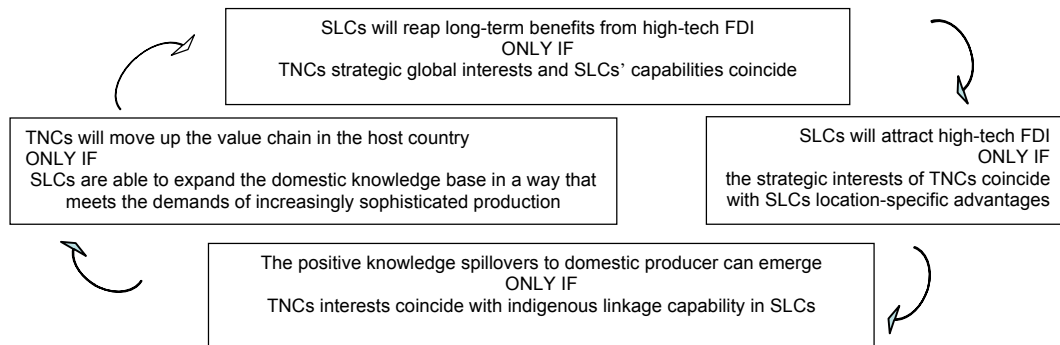 SLCs will reap long-term benefits from high-tech FDI
ONLY IF
TNCs strategic global interests and SLCs’ capabilities coincide
TNCs will move up the value chain in the host country
ONLY IF
SLCs are able to expand the domestic knowledge base in a way that
meets the demands of increasingly sophisticated production
SLCs will attract high-tech FDI
ONLY IF
the strategic interests of TNCs coincide
with SLCs location-specific advantages
The positive knowledge spillovers to domestic producer can emerge
ONLY IF
TNCs interests coincide with indigenous linkage capability in SLCs